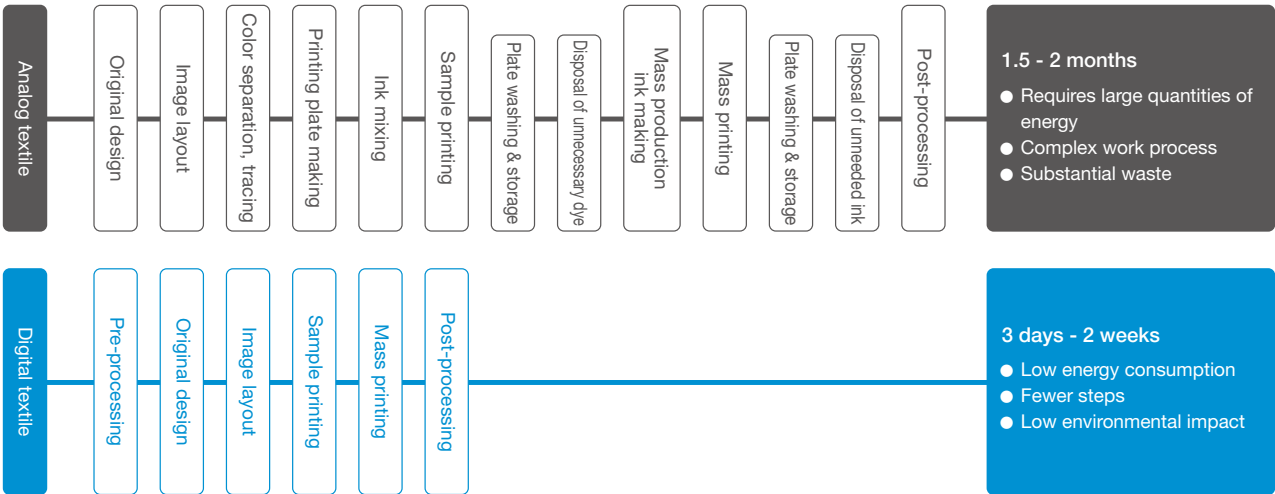 Analog textile
Original design
Image layout
Color separation, tracing
Printing plate making
Ink mixing
Sample printing
Plate washing & storage
Disposal of unnecessary dye
Mass production
ink making
Mass printing
Plate washing & storage
Disposal of unneeded ink
Post-processing
1.5 - 2 months
● Requires large quantities of
energy
● Complex work process
● Substantial waste
Digital textile
Pre-processing
Original design
Image layout
Sample printing
Mass printing
Post-processing
3 days - 2 weeks
● Low energy consumption
● Fewer steps
● Low environmental impact